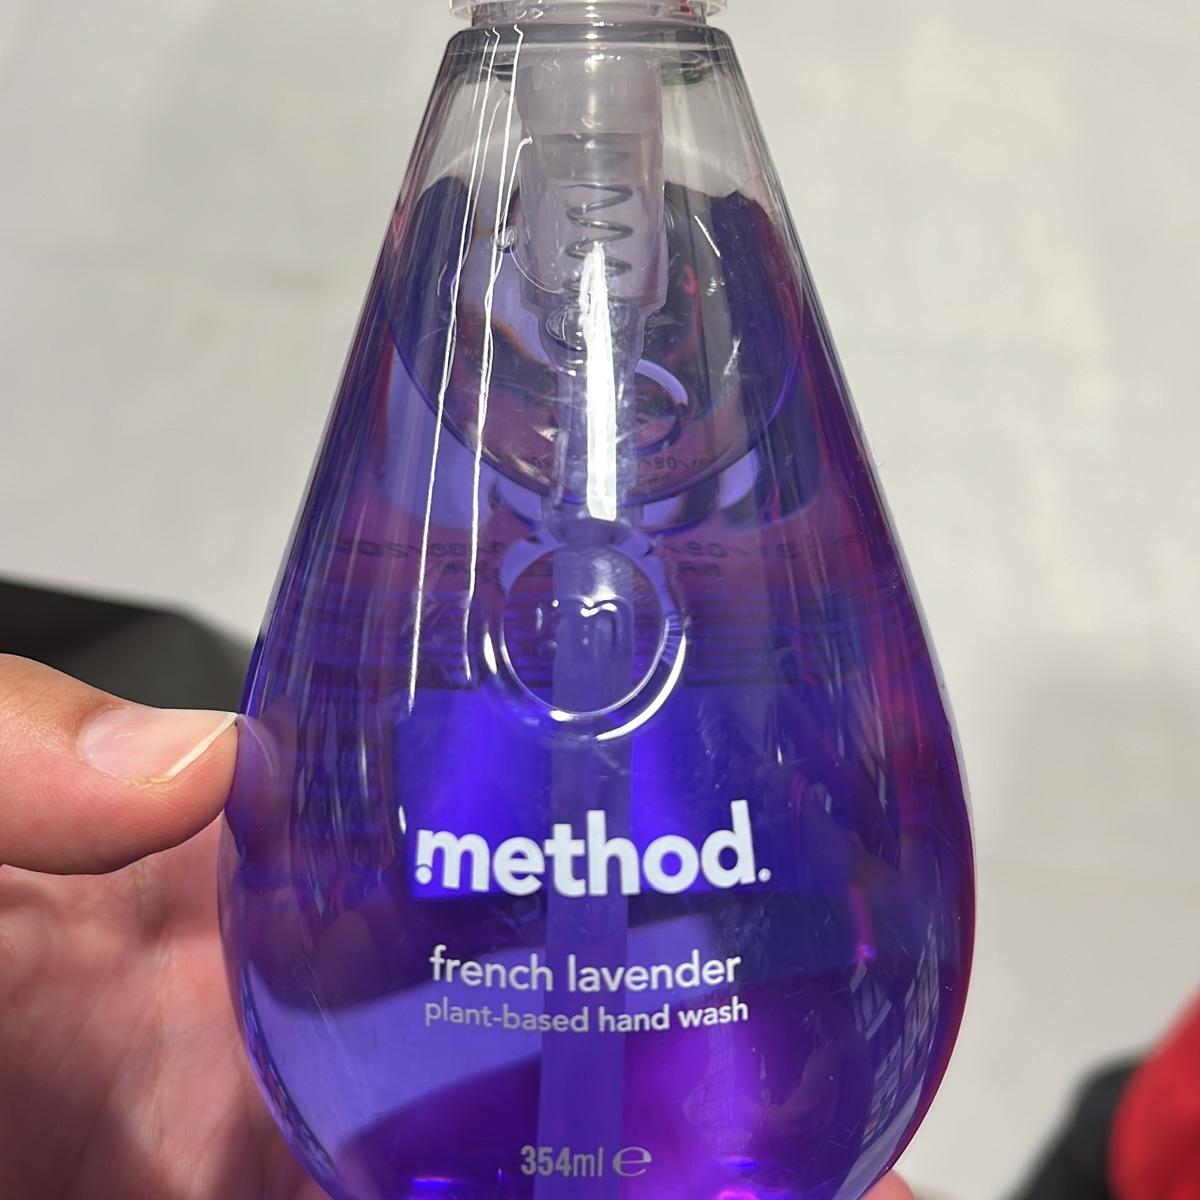 method.
french lavender
plant-based hand wash
354ml ℮